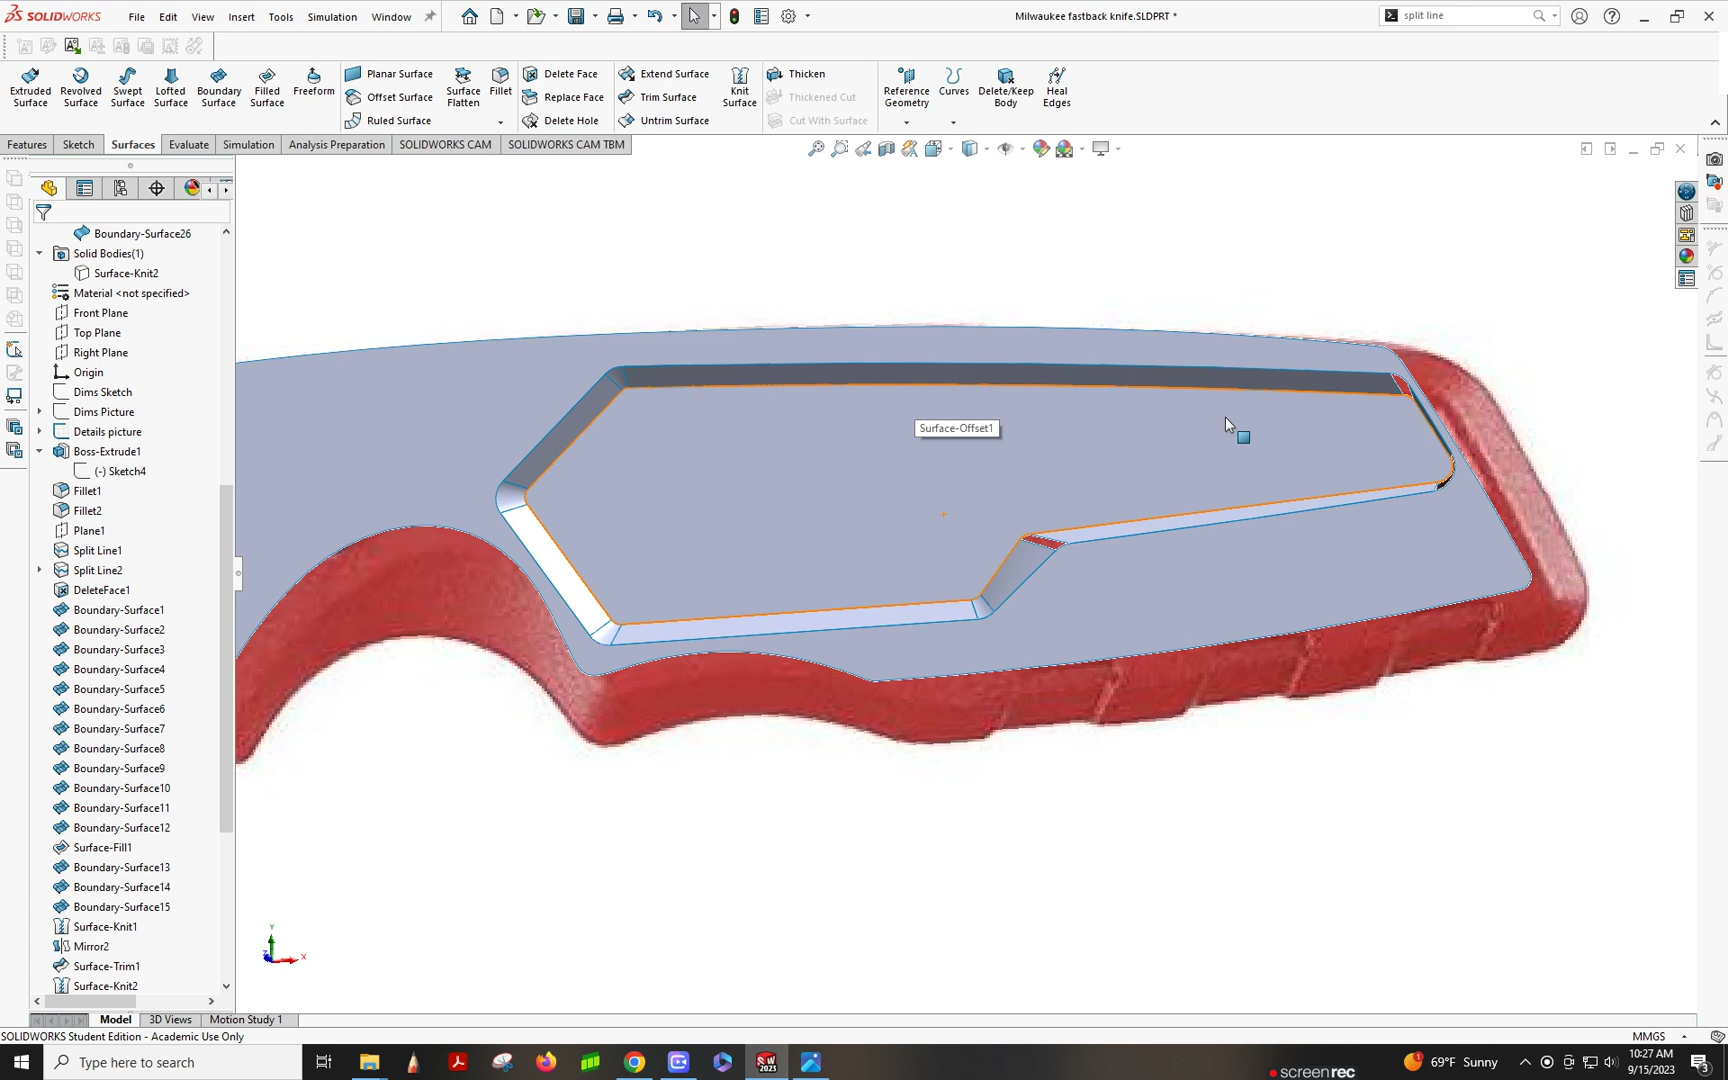 SOLIDWORKS File Edit View Insert Tools Simulation Window
Milwaukee fastback knife.SLDPRT *
split line
Extruded Surface
Revolved Surface
Swept Surface
Lofted Surface
Boundary Surface
Filled Surface
Freeform
Planar Surface
Offset Surface
Ruled Surface
Surface Flatten
Fillet
Delete Face
Replace Face
Delete Hole
Extend Surface
Trim Surface
Untrim Surface
Knit Surface
Thicken
Thickened Cut
Cut With Surface
Reference Geometry
Curves
Delete/Keep Body
Heal Edges
Features Sketch Surfaces Evaluate Simulation Analysis Preparation SOLIDWORKS CAM SOLIDWORKS CAM TBM
Boundary-Surface26
Solid Bodies(1)
Surface-Knit2
Material <not specified>
Front Plane
Top Plane
Right Plane
Origin
Dims Sketch
Dims Picture
Details picture
Boss-Extrude1
(-) Sketch4
Fillet1
Fillet2
Plane1
Split Line1
Split Line2
DeleteFace1
Boundary-Surface1
Boundary-Surface2
Boundary-Surface3
Boundary-Surface4
Boundary-Surface5
Boundary-Surface6
Boundary-Surface7
Boundary-Surface8
Boundary-Surface9
Boundary-Surface10
Boundary-Surface11
Boundary-Surface12
Surface-Fill1
Boundary-Surface13
Boundary-Surface14
Boundary-Surface15
Surface-Knit1
Mirror2
Surface-Trim1
Surface-Knit2
Surface-Offset1
Y
X
Z
Model 3D Views Motion Study 1
SOLIDWORKS Student Edition - Academic Use Only
MMGS
Type here to search
69°F Sunny
10:27 AM
9/15/2023
3
screenrec